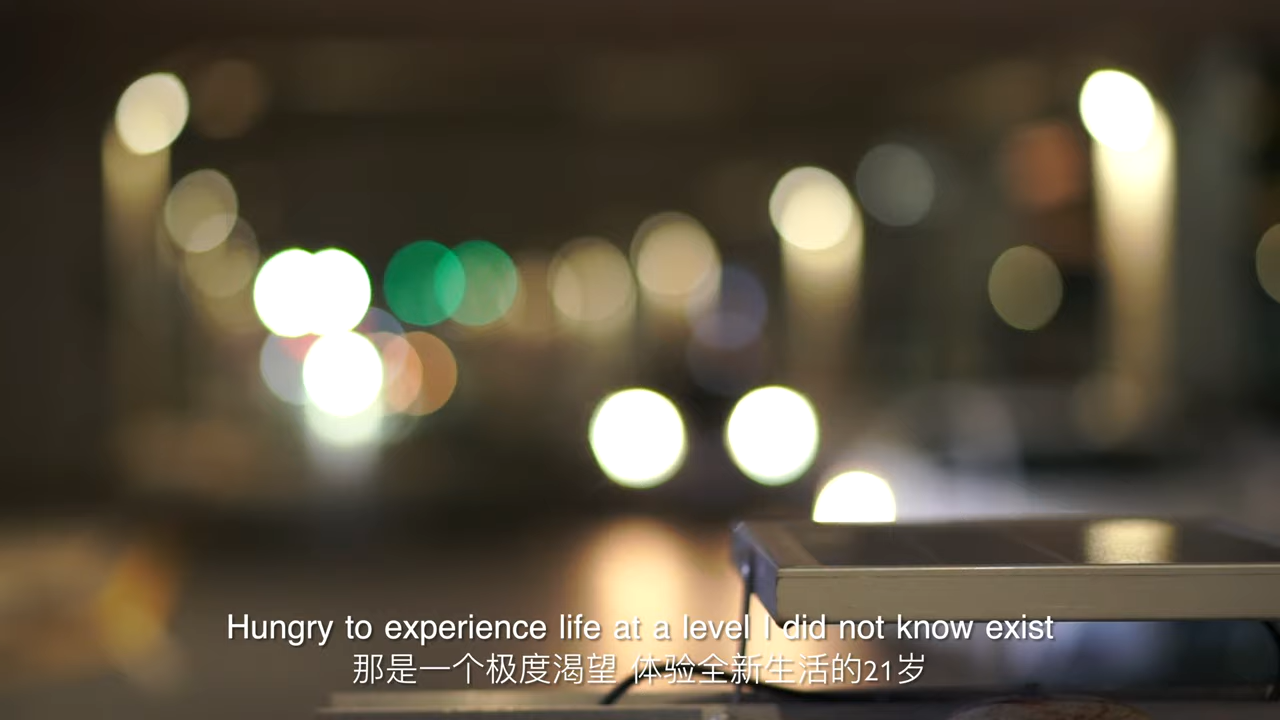 Hungry to experience life at a level I did not know exist
那是一个极度渴望 体验全新生活的21岁